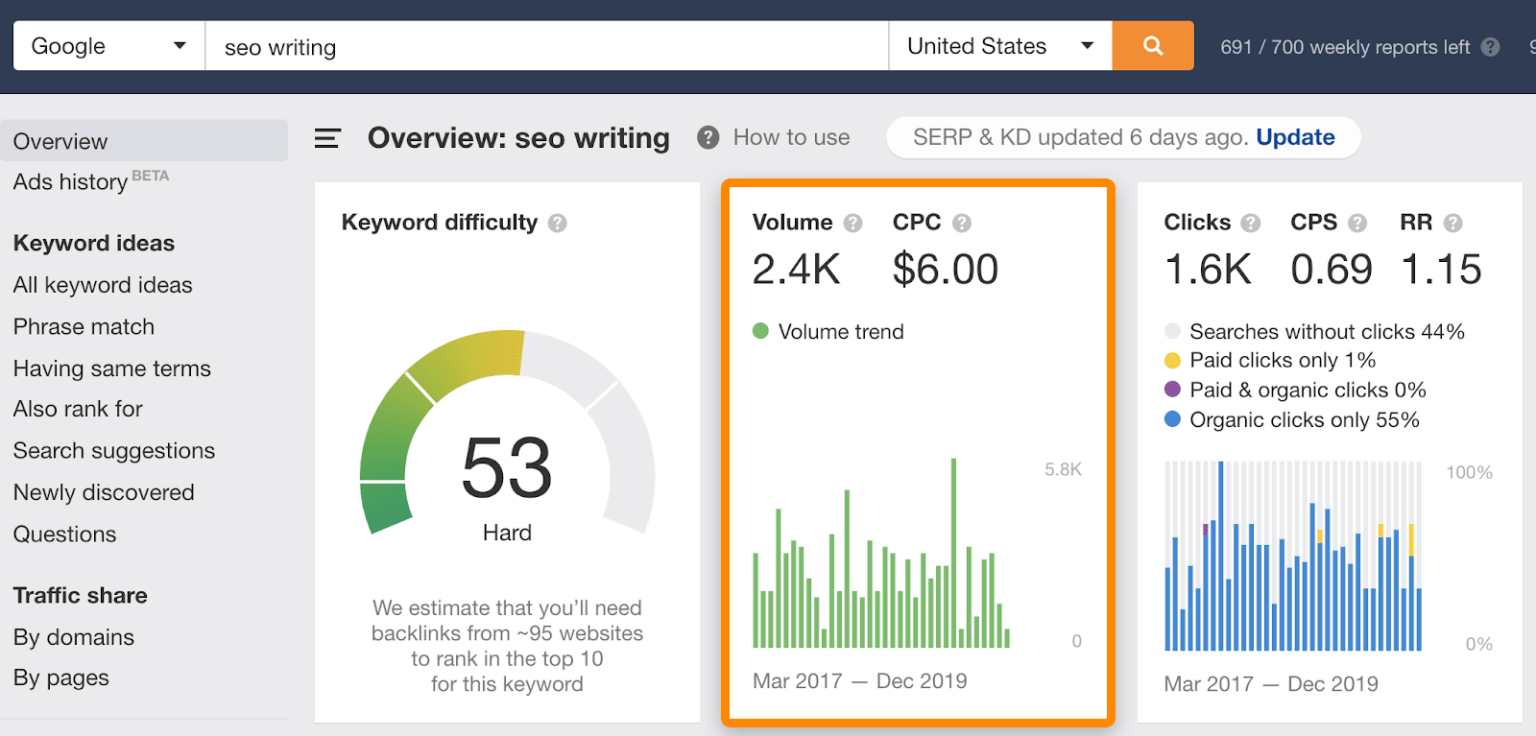 Google
seo writing
United States
691 / 700 weekly reports left ?
Overview
Ads history BETA
Keyword ideas
All keyword ideas
Phrase match
Having same terms
Also rank for
Search suggestions
Newly discovered
Questions
Traffic share
By domains
By pages
Overview: seo writing
? How to use
SERP & KD updated 6 days ago. Update
Keyword difficulty ?
53
Hard
We estimate that you’ll need
backlinks from ~95 websites
to rank in the top 10
for this keyword
Volume ? CPC ?
2.4K $6.00
Volume trend
5.8K
0
Mar 2017 — Dec 2019
Clicks ? CPS ? RR ?
1.6K 0.69 1.15
Searches without clicks 44%
Paid clicks only 1%
Paid & organic clicks 0%
Organic clicks only 55%
100%
0%
Mar 2017 — Dec 2019